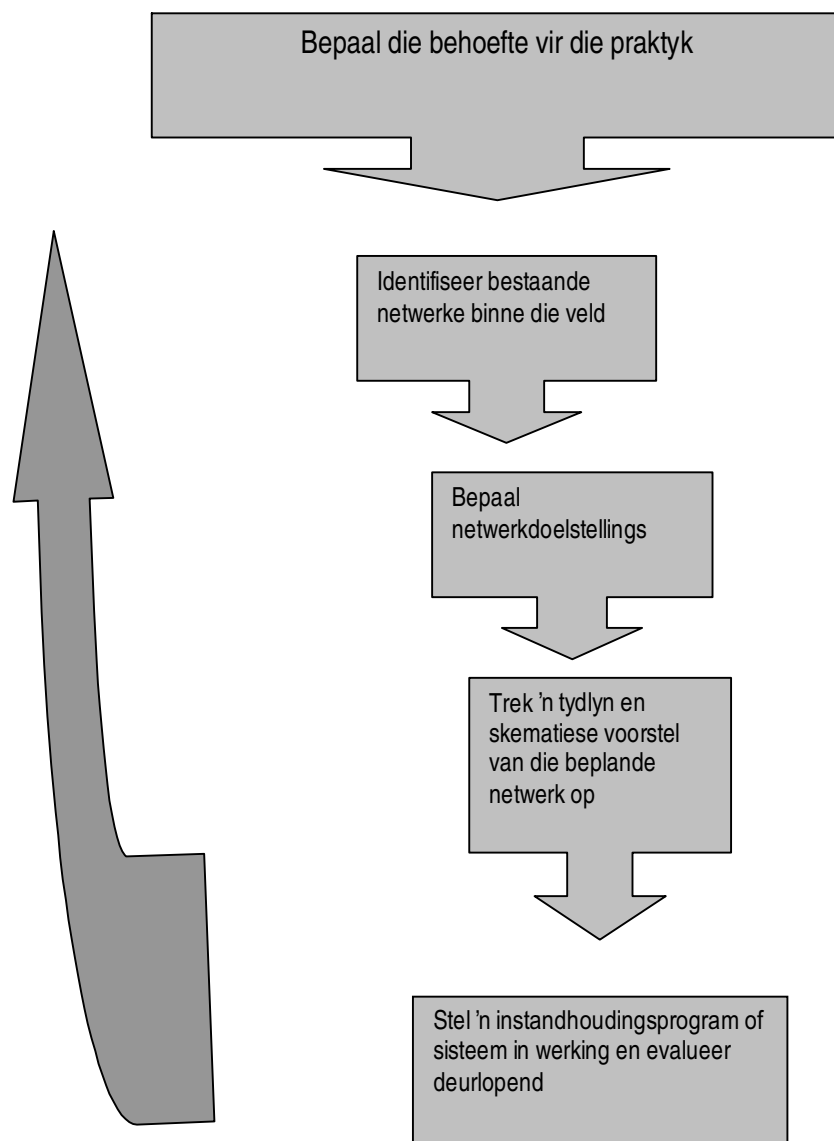 Bepaal die behoefte vir die praktyk
Identifiseer bestaande
netwerke binne die veld
Bepaal
netwerkdoelstellings
Trek 'n tydlyn en
skematiese voorstel
van die beplande
netwerk op
Stel 'n instandhoudingsprogram of
sisteem in werking en evalueer
deurlopend